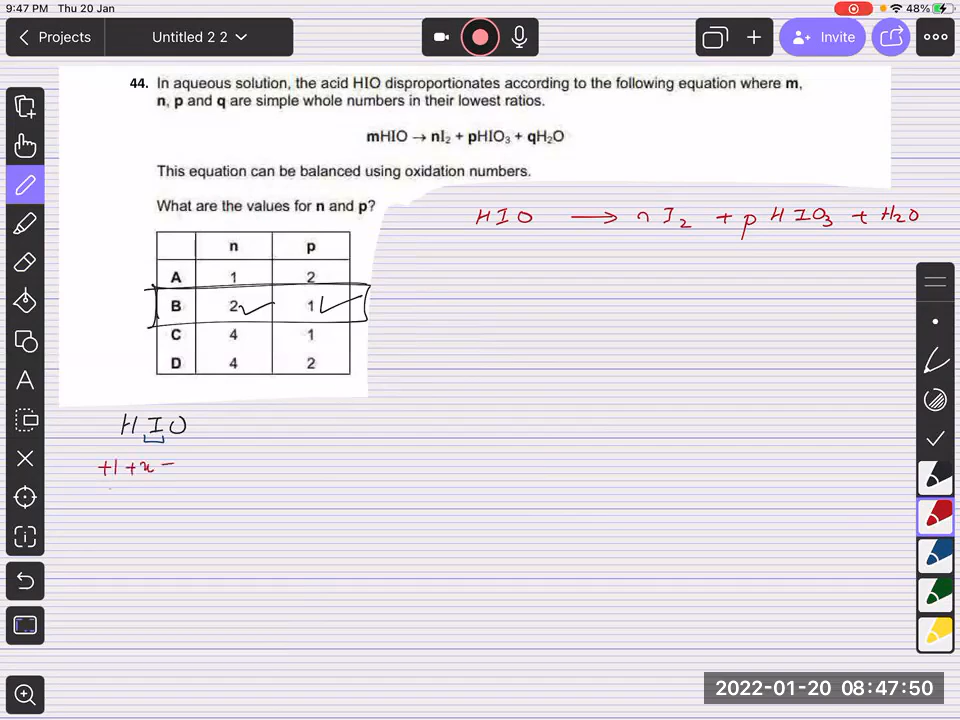 9:47 PM Thu 20 Jan 48%
Projects Untitled 2 2 Invite
44. In aqueous solution, the acid HIO disproportionates according to the following equation where m,
n, p and q are simple whole numbers in their lowest ratios.
mHIO → nI₂ + pHIO₃ + qH₂O
This equation can be balanced using oxidation numbers.
What are the values for n and p?
HIO → n I₂ + p HIO₃ + H₂O
n p
A 1 2
B 2 1
C 4 1
D 4 2
HIO
+1 +x −
2022-01-20 08:47:50